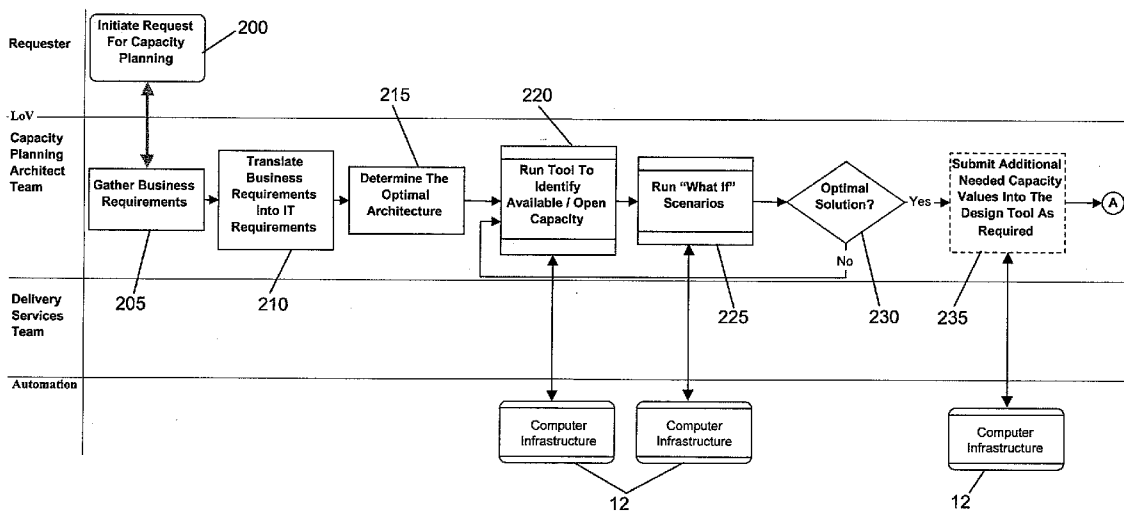 Requester
Initiate Request
For Capacity
Planning
200
LoV
Capacity
Planning
Architect
Team
Gather Business
Requirements
205
Translate
Business
Requirements
Into IT
Requirements
210
215
Determine The
Optimal
Architecture
220
Run Tool To
Identify
Available / Open
Capacity
Run "What If"
Scenarios
225
Optimal
Solution?
Yes
No
230
Submit Additional
Needed Capacity
Values Into The
Design Tool As
Required
235
A
Delivery
Services
Team
Automation
Computer
Infrastructure
Computer
Infrastructure
12
Computer
Infrastructure
12